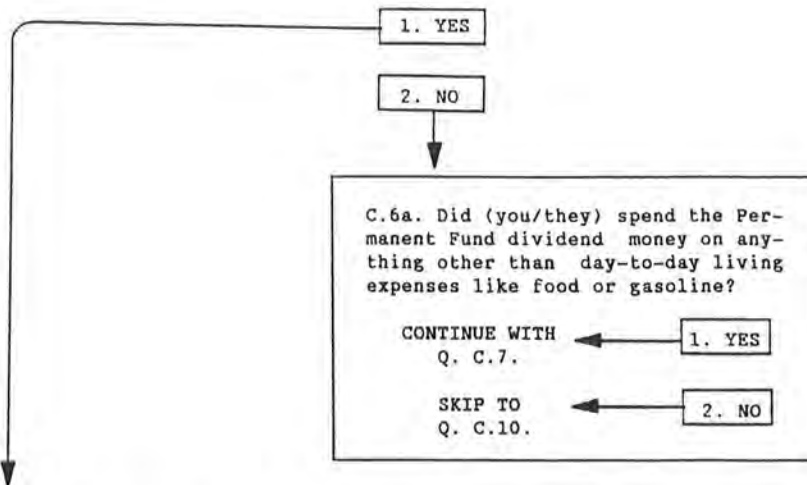 1. YES
2. NO
C.6a. Did (you/they) spend the Per-
manent Fund dividend money on any-
thing other than day-to-day living
expenses like food or gasoline?
CONTINUE WITH
Q. C.7.
1. YES
SKIP TO
Q. C.10.
2. NO